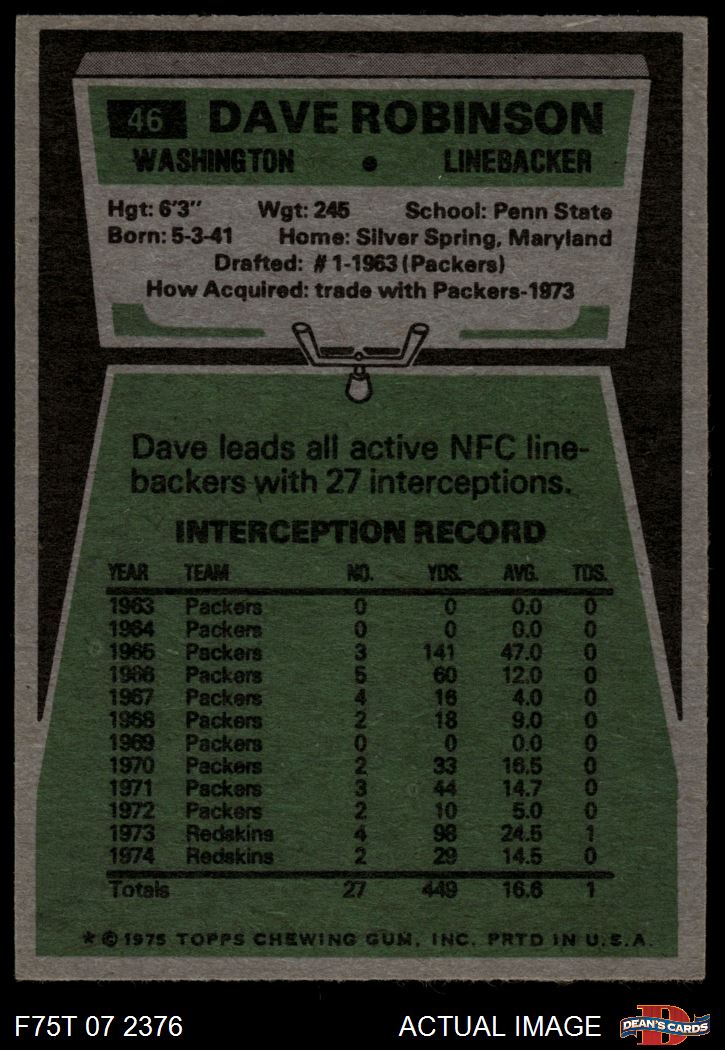 46 DAVE ROBINSON
WASHINGTON • LINEBACKER
Hgt: 6'3" Wgt: 245 School: Penn State
Born: 5-3-41 Home: Silver Spring, Maryland
Drafted: #1-1963 (Packers)
How Acquired: trade with Packers-1973
Dave leads all active NFC line-
backers with 27 interceptions.
INTERCEPTION RECORD
YEAR TEAM NO. YDS. AVG. TDS.
1963 Packers 0 0 0.0 0
1964 Packers 0 0 0.0 0
1965 Packers 3 141 47.0 0
1966 Packers 5 60 12.0 0
1967 Packers 4 16 4.0 0
1968 Packers 2 18 9.0 0
1969 Packers 0 0 0.0 0
1970 Packers 2 33 16.5 0
1971 Packers 3 44 14.7 0
1972 Packers 2 10 5.0 0
1973 Redskins 4 98 24.5 1
1974 Redskins 2 29 14.5 0
Totals 27 449 16.6 1
* © 1975 TOPPS CHEWING GUM, INC. PRTD IN U.S.A.
F75T 07 2376 ACTUAL IMAGE D DEAN'S CARDS